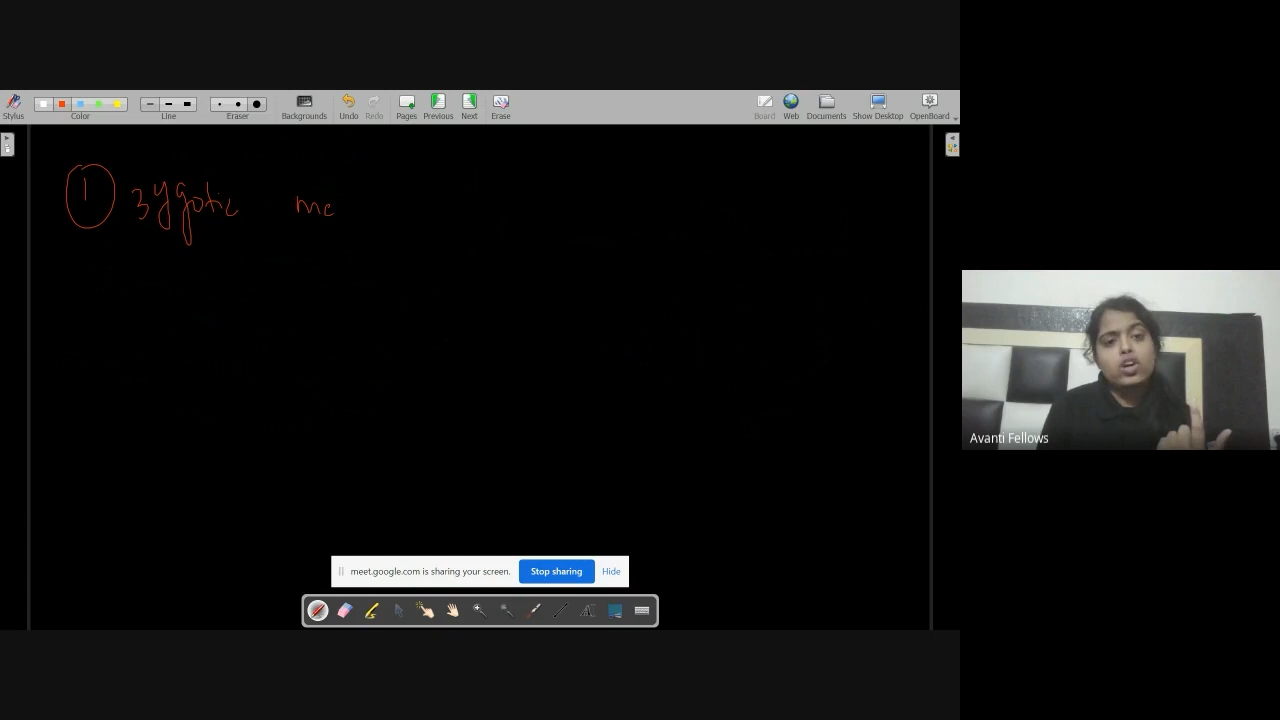 Stylus
Color
Line
Eraser
Backgrounds
Undo
Redo
Pages
Previous
Next
Erase
Board
Web
Documents
Show Desktop
OpenBoard
1 zygotic me
meet.google.com is sharing your screen.
Stop sharing
Hide
Avanti Fellows